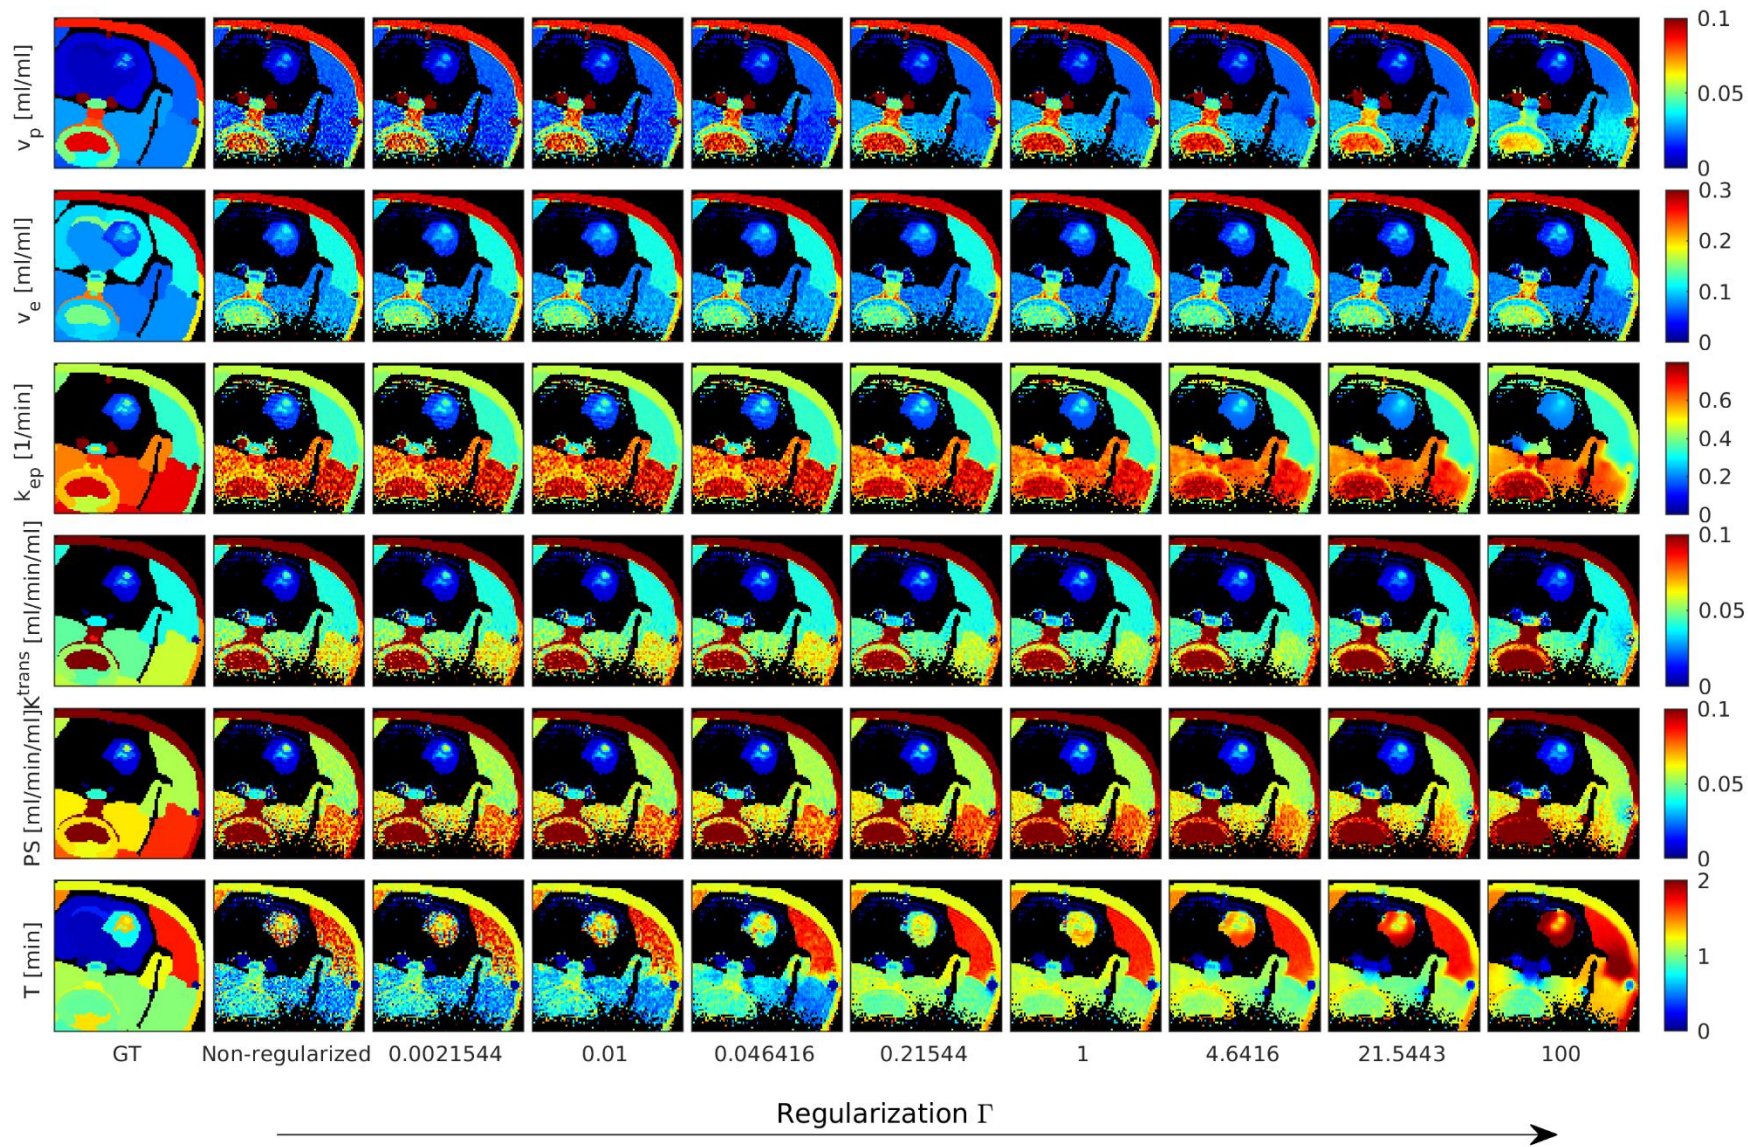 v_p [ml/ml]
0.1
0.05
0
v_e [ml/ml]
0.3
0.2
0.1
0
k_ep [1/min]
0.6
0.4
0.2
0
K^trans [ml/min/ml]
0.1
0.05
0
PS [ml/min/ml]
0.1
0.05
0
T [min]
2
1
0
GT Non-regularized 0.0021544 0.01 0.046416 0.21544 1 4.6416 21.5443 100
Regularization Γ